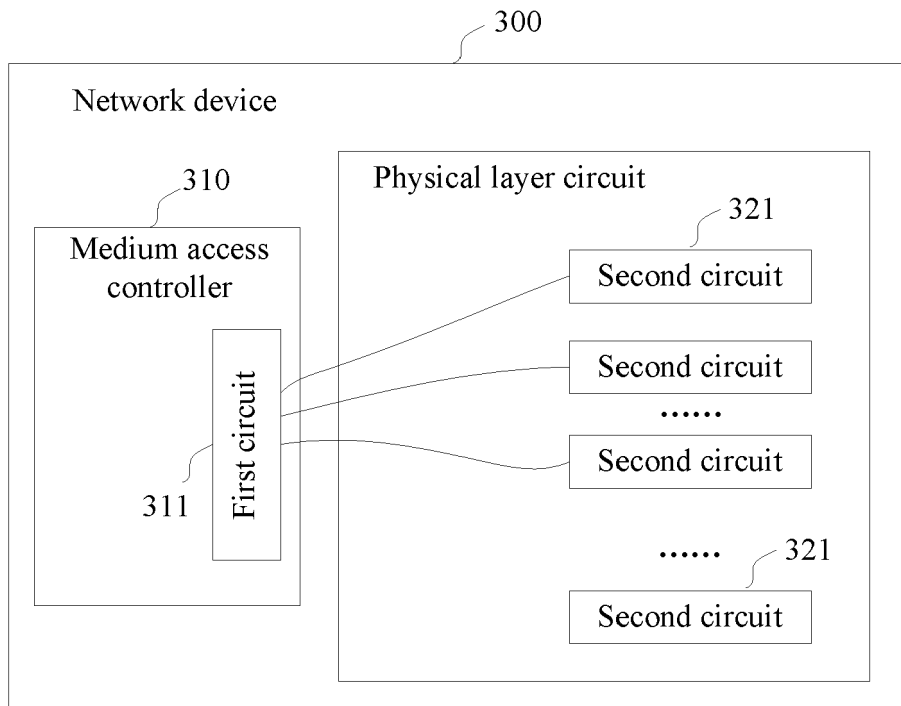 300
Network device
310
Medium access
controller
First circuit
311
Physical layer circuit
321
Second circuit
Second circuit
......
Second circuit
......
321
Second circuit